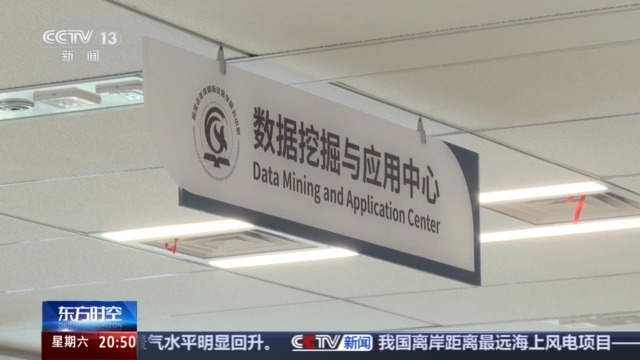 CCTV 13
新闻
数据挖掘与应用中心
Data Mining and Application Center
东方时空
星期六 20:50
气水平明显回升。 CCTV新闻 我国离岸距离最远海上风电项目——